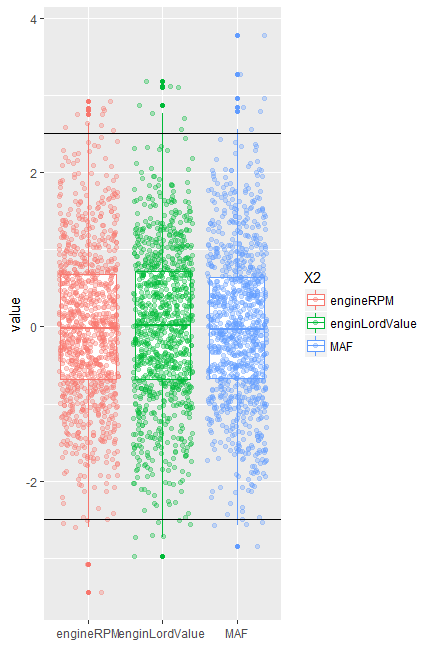 4
2
0
-2
value
engineRPM
enginLordValue
MAF
X2
engineRPM
enginLordValue
MAF